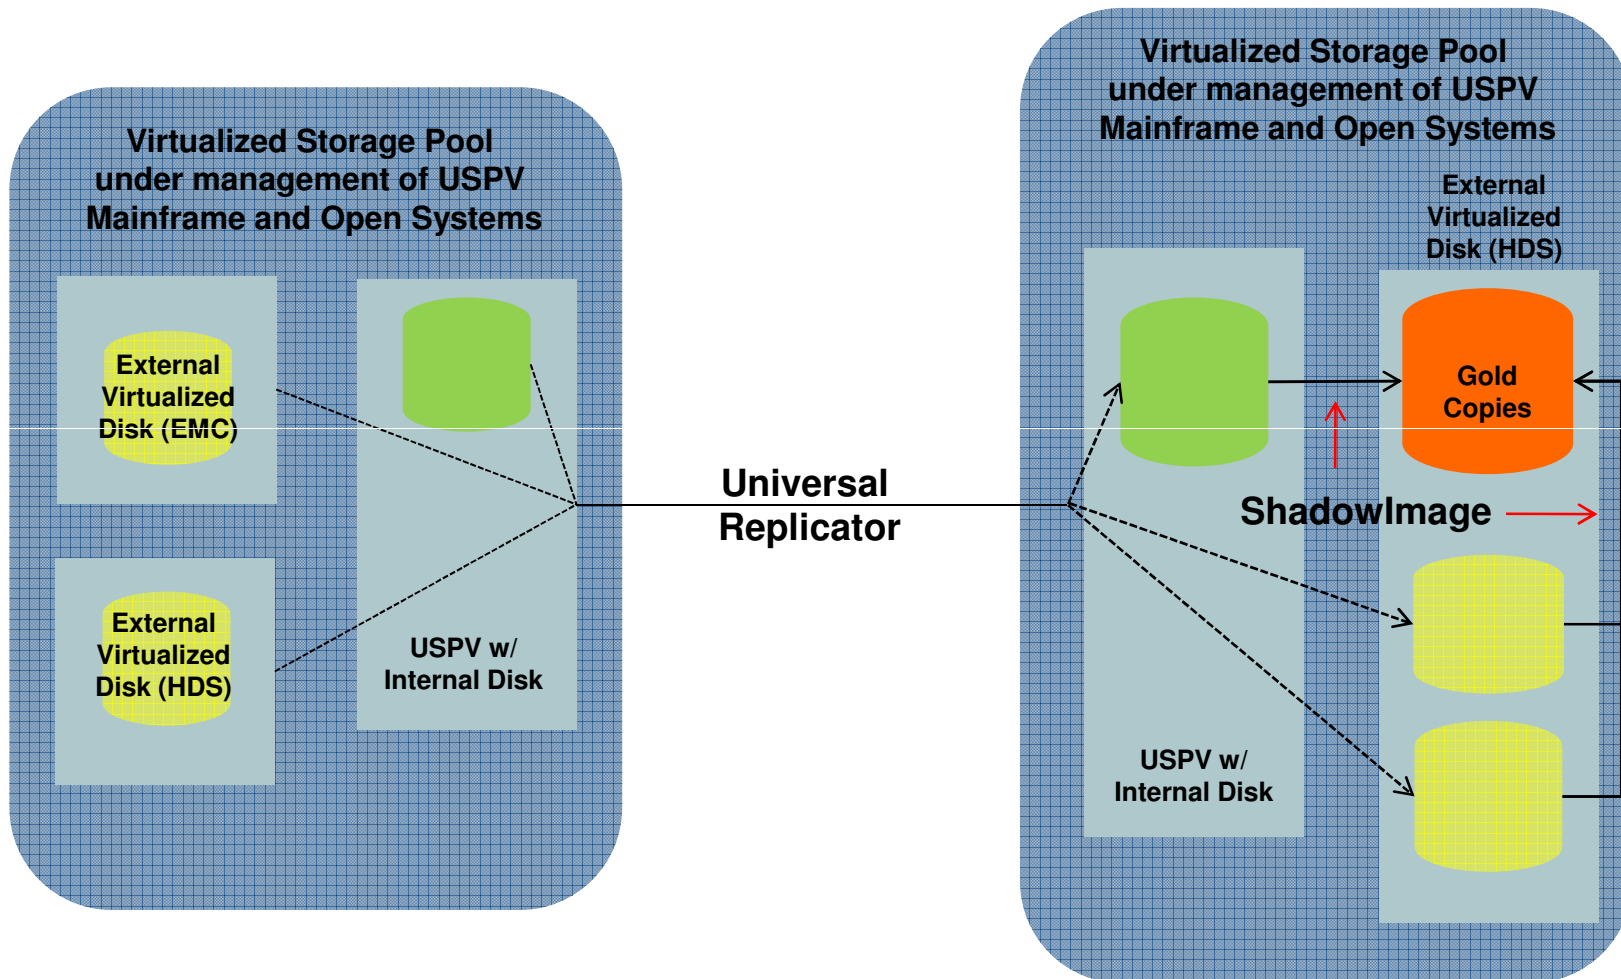 Virtualized Storage Pool
under management of USPV
Mainframe and Open Systems
External
Virtualized
Disk (EMC)
External
Virtualized
Disk (HDS)
USPV w/
Internal Disk
Universal
Replicator
Virtualized Storage Pool
under management of USPV
Mainframe and Open Systems
External
Virtualized
Disk (HDS)
Gold
Copies
ShadowImage
USPV w/
Internal Disk